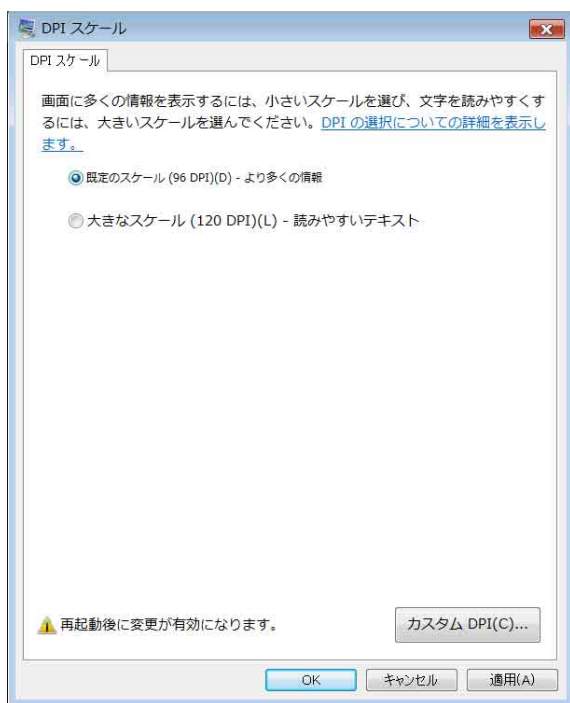 DPI スケール
DPI スケール
画面に多くの情報を表示するには、小さいスケールを選び、文字を読みやすくす
るには、大きいスケールを選んでください。DPI の選択についての詳細を表示し
ます。
既定のスケール (96 DPI)(D) - より多くの情報
大きなスケール (120 DPI)(L) - 読みやすいテキスト
再起動後に変更が有効になります。
カスタム DPI(C)...
OK キャンセル 適用(A)